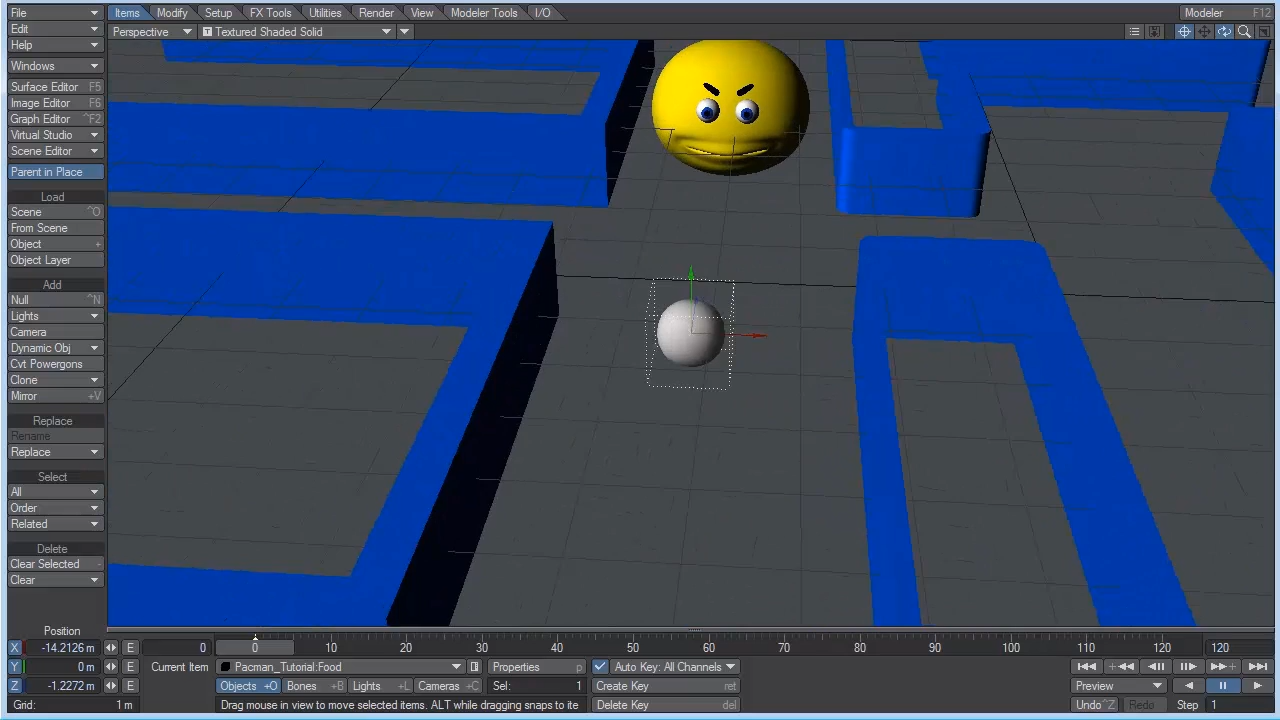 File
Items Modify Setup FX Tools Utilities Render View Modeler Tools I/O Modeler F12
Edit
Perspective T Textured Shaded Solid
Help
Windows
Surface Editor F5
Image Editor F6
Graph Editor ^F2
Virtual Studio
Scene Editor
Parent in Place
Load
Scene ^O
From Scene
Object +
Object Layer
Add
Null ^N
Lights
Camera
Dynamic Obj
Cvt Powergons
Clone
Mirror +V
Replace
Rename
Replace
Select
All
Order
Related
Delete
Clear Selected -
Clear
Position
X -14.2126 m E 0 0 10 20 30 40 50 60 70 80 90 100 110 120 120
Y 0 m E Current Item Pacman_Tutorial:Food Properties p Auto Key: All Channels
Z -1.2272 m E Objects +O Bones +B Lights +L Cameras +C Sel: 1 Create Key ret Preview
Grid: 1 m Drag mouse in view to move selected items. ALT while dragging snaps to ite Delete Key del Undo ^Z Redo Step 1